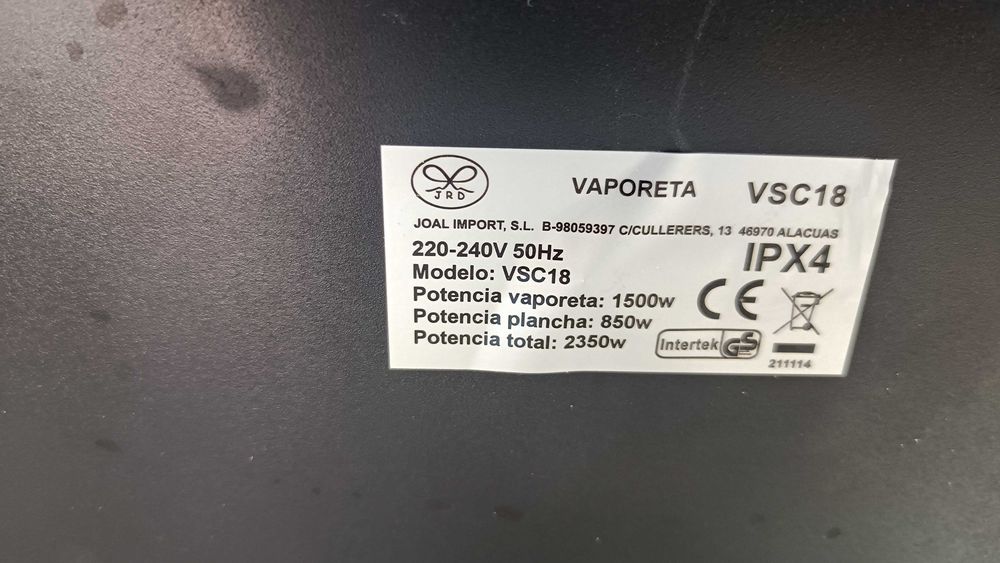 JRD
VAPORETA VSC18
JOAL IMPORT, S.L. B-98059397 C/CULLERERS, 13 46970 ALACUAS
220-240V 50Hz
IPX4
Modelo: VSC18
Potencia vaporeta: 1500w
CE
Potencia plancha: 850w
Potencia total: 2350w
Intertek GS
211114